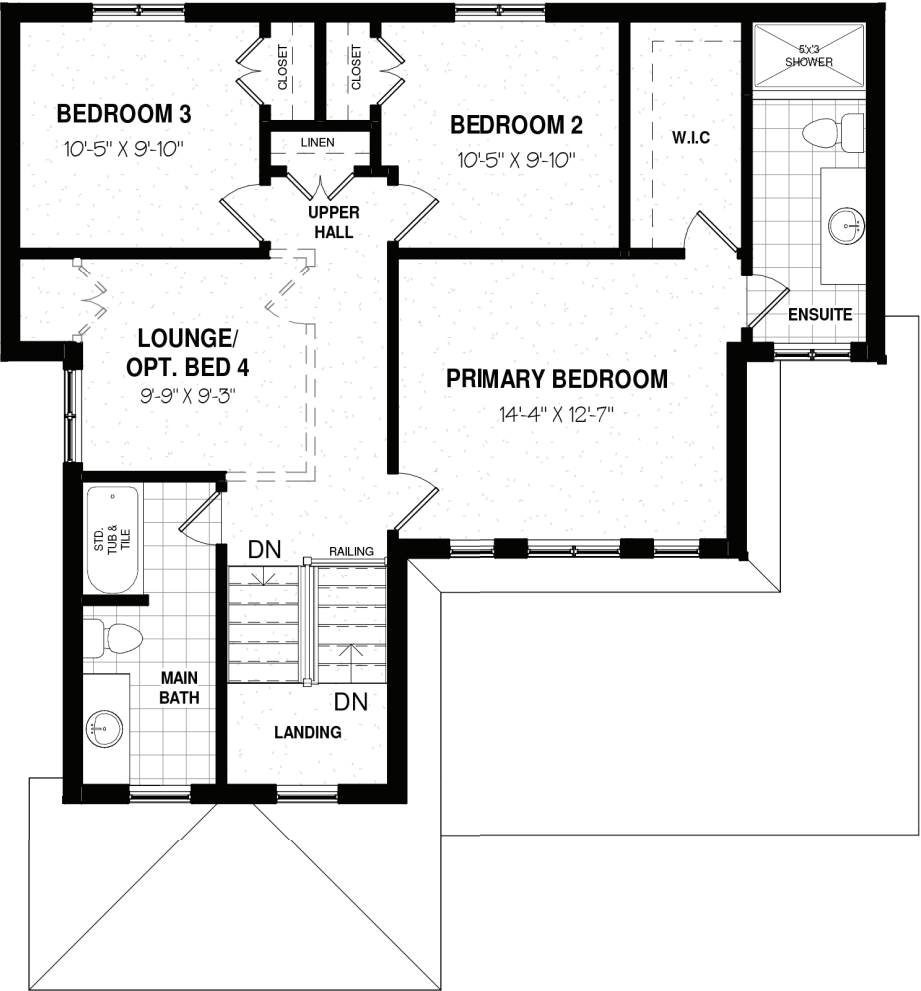 CLOSET
CLOSET
5'x'3
SHOWER
BEDROOM 3
10'-5" X 9'-10"
BEDROOM 2
10'-5" X 9'-10"
LINEN
W.I.C
UPPER
HALL
ENSUITE
LOUNGE/
OPT. BED 4
9'-9" X 9'-3"
PRIMARY BEDROOM
14'-4" X 12'-7"
STD.
TUB &
TILE
DN
RAILING
MAIN
BATH
DN
LANDING